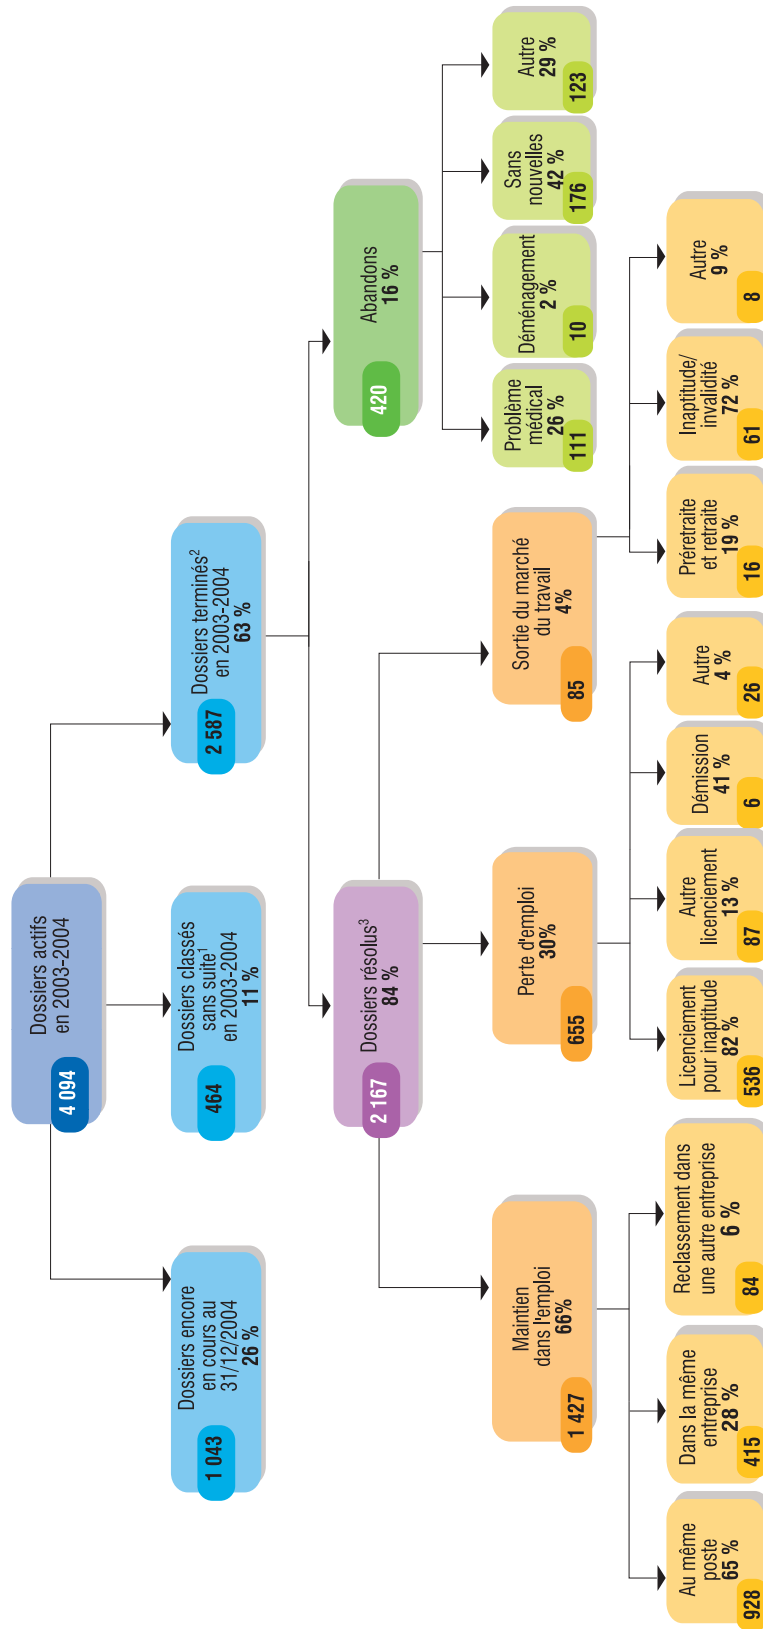 Dossiers actifs
en 2003-2004
4 094
Dossiers encore
en cours au
31/12/2004
26 %
1 043
Dossiers classés
sans suite¹
en 2003-2004
11 %
464
Dossiers terminés²
en 2003-2004
63 %
2 587
Dossiers résolus³
84 %
2 167
Abandons
16 %
420
Maintien
dans l'emploi
66%
1 427
Perte d'emploi
30%
655
Sortie du marché
du travail
4%
85
Problème
médical
26 %
111
Déménagement
2 %
10
Sans
nouvelles
42 %
176
Autre
29 %
123
Au même
poste
65 %
928
Dans la même
entreprise
28 %
415
Reclassement dans
une autre entreprise
6 %
84
Licenciement
pour inaptitude
82 %
536
Autre
licenciement
13 %
87
Démission
41 %
6
Autre
4 %
26
Préretraite
et retraite
19 %
16
Inaptitude/
invalidité
72 %
61
Autre
9 %
8